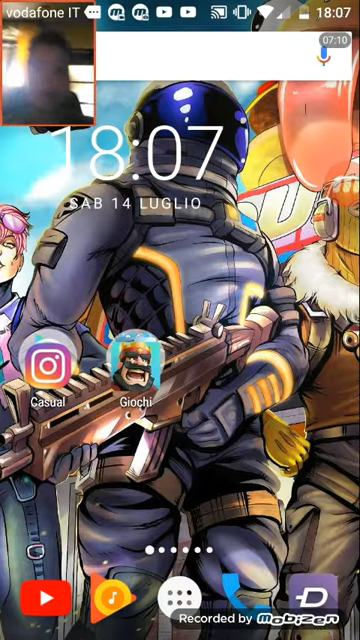 vodafone IT
18:07
07:10
18:07
SAB 14 LUGLIO
Casual
Giochi
Recorded by Mobizen